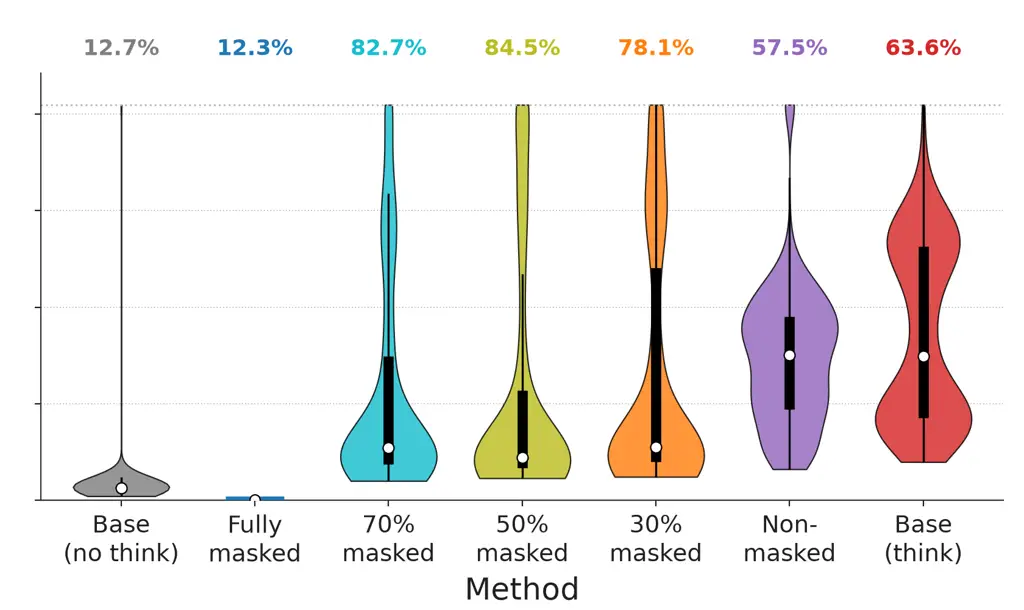 12.7% 12.3% 82.7% 84.5% 78.1% 57.5% 63.6%
Base Fully 70% 50% 30% Non- Base
(no think) masked masked masked masked masked (think)
Method